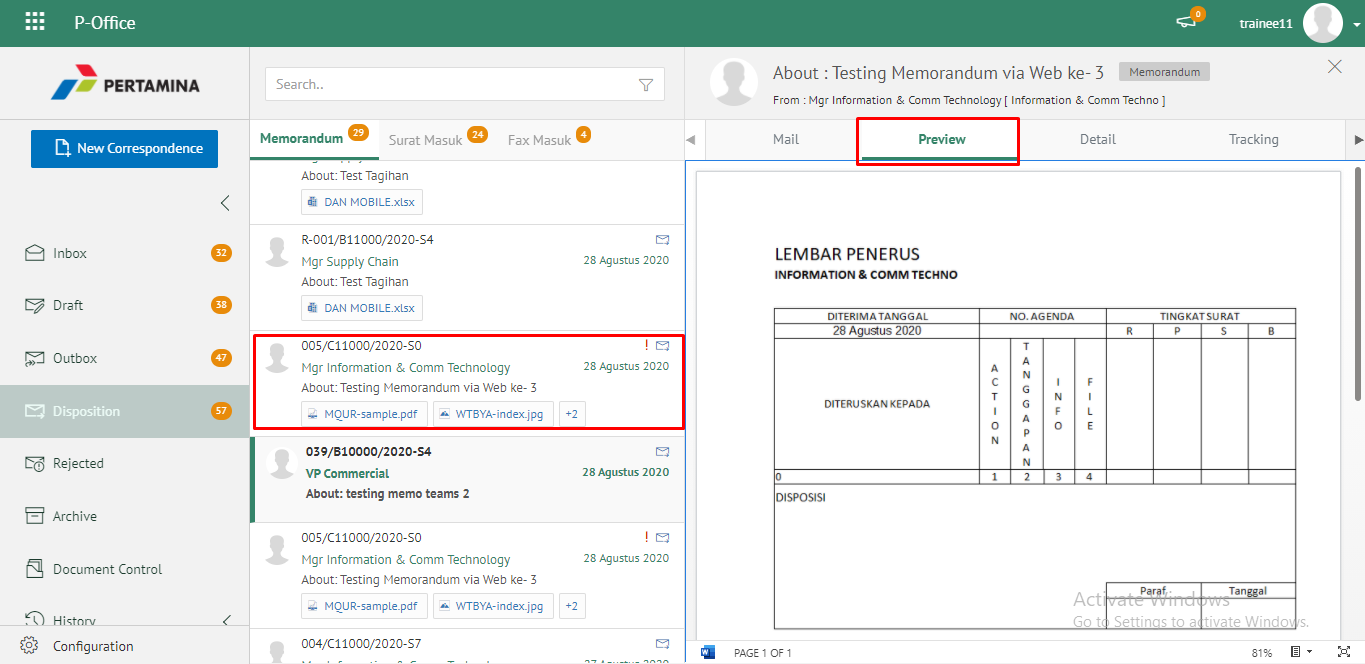 P-Office
0
trainee11
PERTAMINA
New Correspondence
Inbox 32
Draft 38
Outbox 47
Disposition 57
Rejected
Archive
Document Control
History
Configuration
Search..
Memorandum 29 Surat Masuk 24 Fax Masuk 4
About: Test Tagihan
DAN MOBILE.xlsx
R-001/B11000/2020-S4
Mgr Supply Chain 28 Agustus 2020
About: Test Tagihan
DAN MOBILE.xlsx
005/C11000/2020-S0 !
Mgr Information & Comm Technology 28 Agustus 2020
About: Testing Memorandum via Web ke- 3
MQUR-sample.pdf WTBYA-index.jpg +2
039/B10000/2020-S4
VP Commercial 28 Agustus 2020
About: testing memo teams 2
005/C11000/2020-S0 !
Mgr Information & Comm Technology 28 Agustus 2020
About: Testing Memorandum via Web ke- 3
MQUR-sample.pdf WTBYA-index.jpg +2
004/C11000/2020-S7
About : Testing Memorandum via Web ke- 3 Memorandum
From : Mgr Information & Comm Technology [ Information & Comm Techno ]
Mail Preview Detail Tracking
LEMBAR PENERUS
INFORMATION & COMM TECHNO
DITERIMA TANGGAL NO. AGENDA TINGKAT SURAT
28 Agustus 2020 R P S B
DITERUSKAN KEPADA ACTION TANGGAPAN INFO FILE
0 1 2 3 4
DISPOSISI
Paraf Tanggal
Activate Windows
Go to Settings to activate Windows.
PAGE 1 OF 1 81%